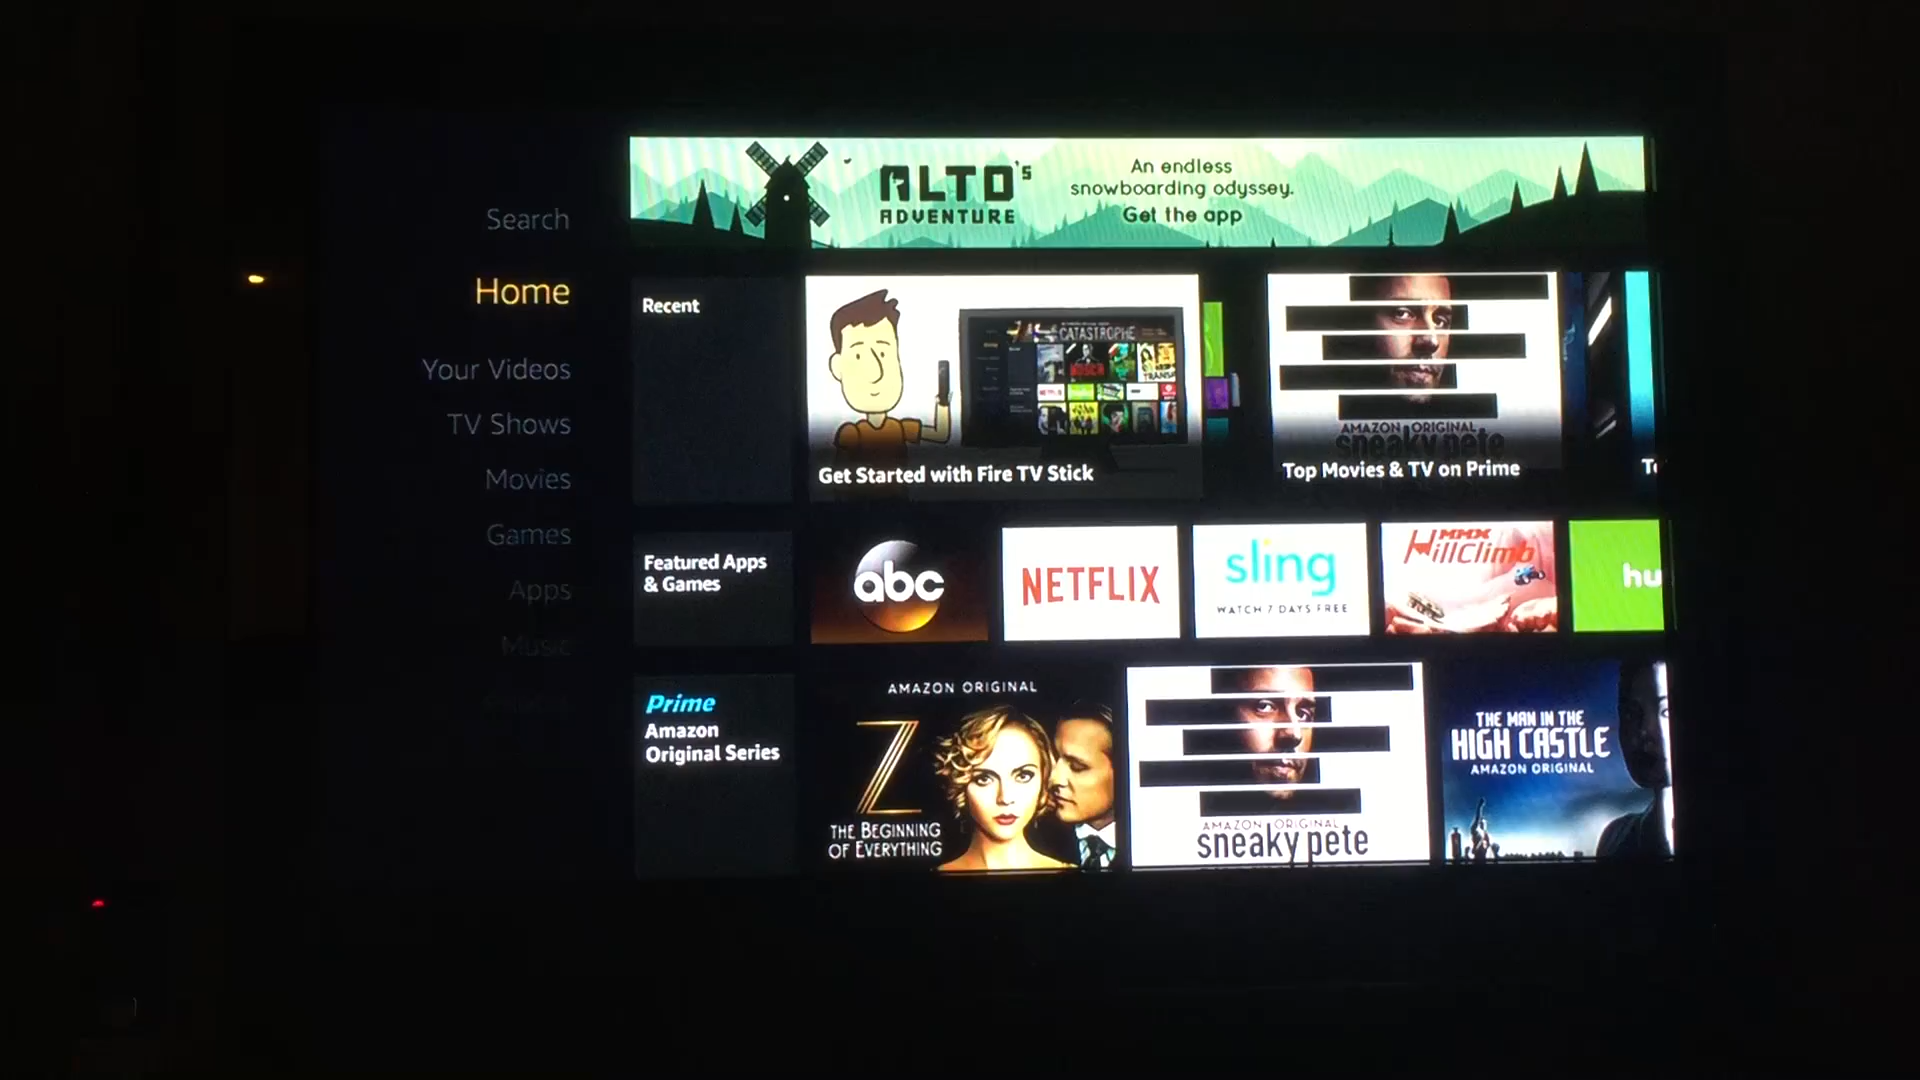 Search
Home
Your Videos
TV Shows
Movies
Games
Apps
Music
ALTO'S
ADVENTURE
An endless
snowboarding odyssey.
Get the app
Recent
CATASTROPHE
BOSCH
Get Started with Fire TV Stick
AMAZON ORIGINAL
sneaky pete
Top Movies & TV on Prime
Featured Apps
& Games
abc
NETFLIX
sling
WATCH 7 DAYS FREE
MMX
HillClimb
hu
Prime
Amazon
Original Series
AMAZON ORIGINAL
Z
THE BEGINNING
OF EVERYTHING
AMAZON ORIGINAL
sneaky pete
THE MAN IN THE
HIGH CASTLE
AMAZON ORIGINAL